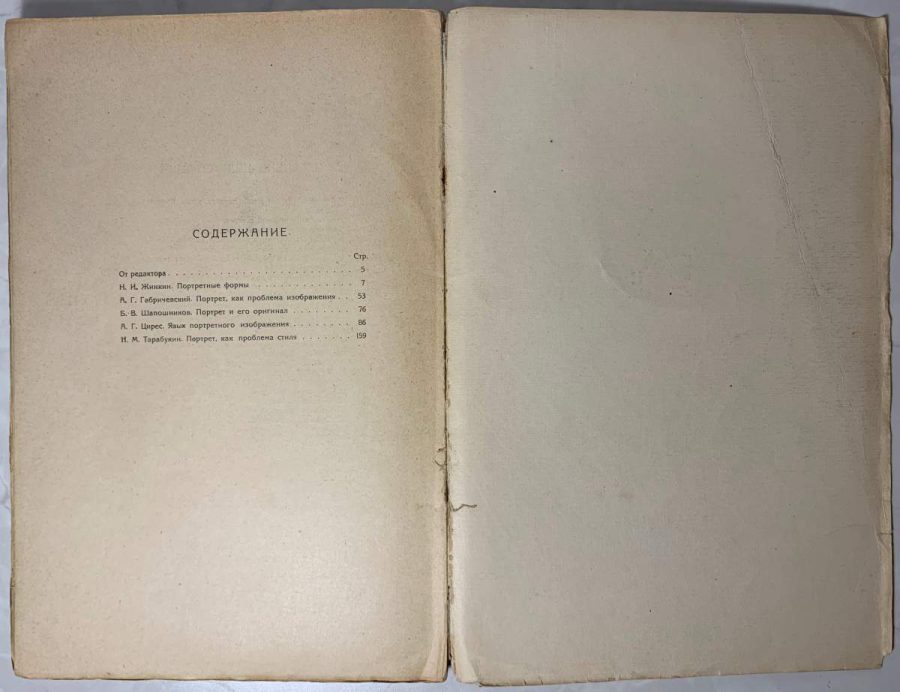 СОДЕРЖАНИЕ
Стр.
От редактора . . . . . . . . . . . . . . . . . . . . . . 5
Н. И. Жинкин. Портретные формы . . . . . . . . . . . . 7
А. Г. Габричевский. Портрет, как проблема изображения . . 53
Б. В. Шапошников. Портрет и его оригинал . . . . . . . . 76
А. Г. Цирес. Язык портретного изображения . . . . . . . . 86
Н. М. Тарабукин. Портрет, как проблема стиля . . . . . . . 159